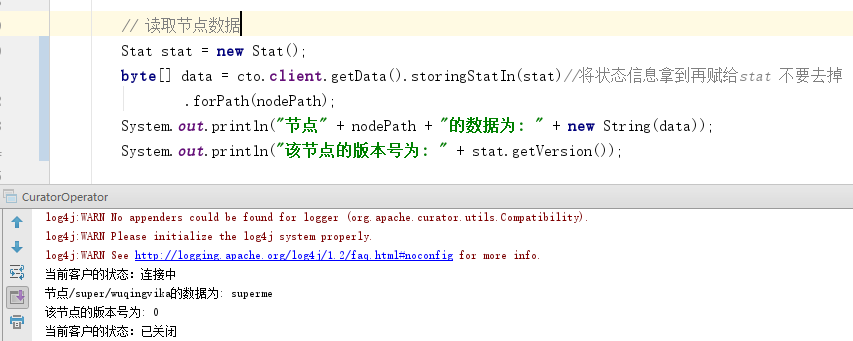 // 读取节点数据
Stat stat = new Stat();
byte[] data = cto.client.getData().storingStatIn(stat)//将状态信息拿到再赋给stat 不要去掉
.forPath(nodePath);
System.out.println("节点" + nodePath + "的数据为: " + new String(data));
System.out.println("该节点的版本号为: " + stat.getVersion());
CuratorOperator
log4j:WARN No appenders could be found for logger (org.apache.curator.utils.Compatibility).
log4j:WARN Please initialize the log4j system properly.
log4j:WARN See http://logging.apache.org/log4j/1.2/faq.html#noconfig for more info.
当前客户的状态：连接中
节点/super/wuqingvika的数据为: superme
该节点的版本号为: 0
当前客户的状态：已关闭